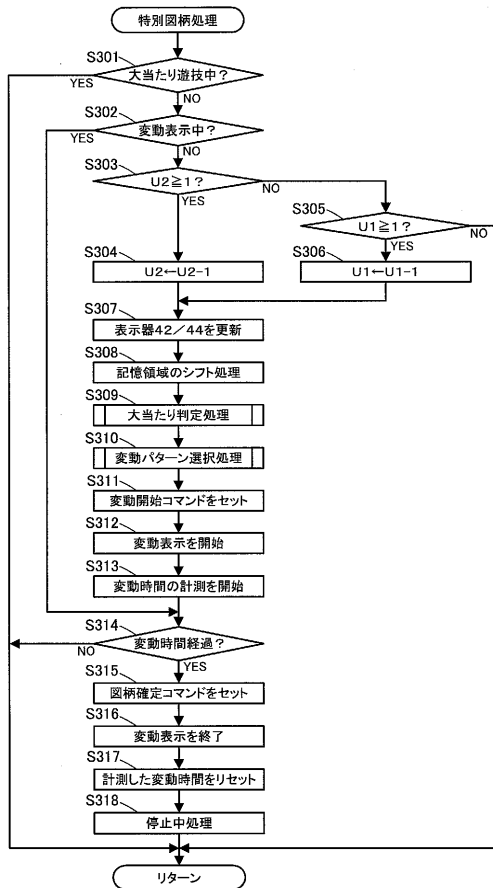 特別図柄処理
S301
大当たり遊技中？
YES
NO
S302
変動表示中？
YES
NO
S303
U2≧1？
NO
YES
S305
U1≧1？
NO
YES
S304
U2←U2-1
S306
U1←U1-1
S307
表示器42／44を更新
S308
記憶領域のシフト処理
S309
大当たり判定処理
S310
変動パターン選択処理
S311
変動開始コマンドをセット
S312
変動表示を開始
S313
変動時間の計測を開始
S314
変動時間経過？
NO
YES
S315
図柄確定コマンドをセット
S316
変動表示を終了
S317
計測した変動時間をリセット
S318
停止中処理
リターン